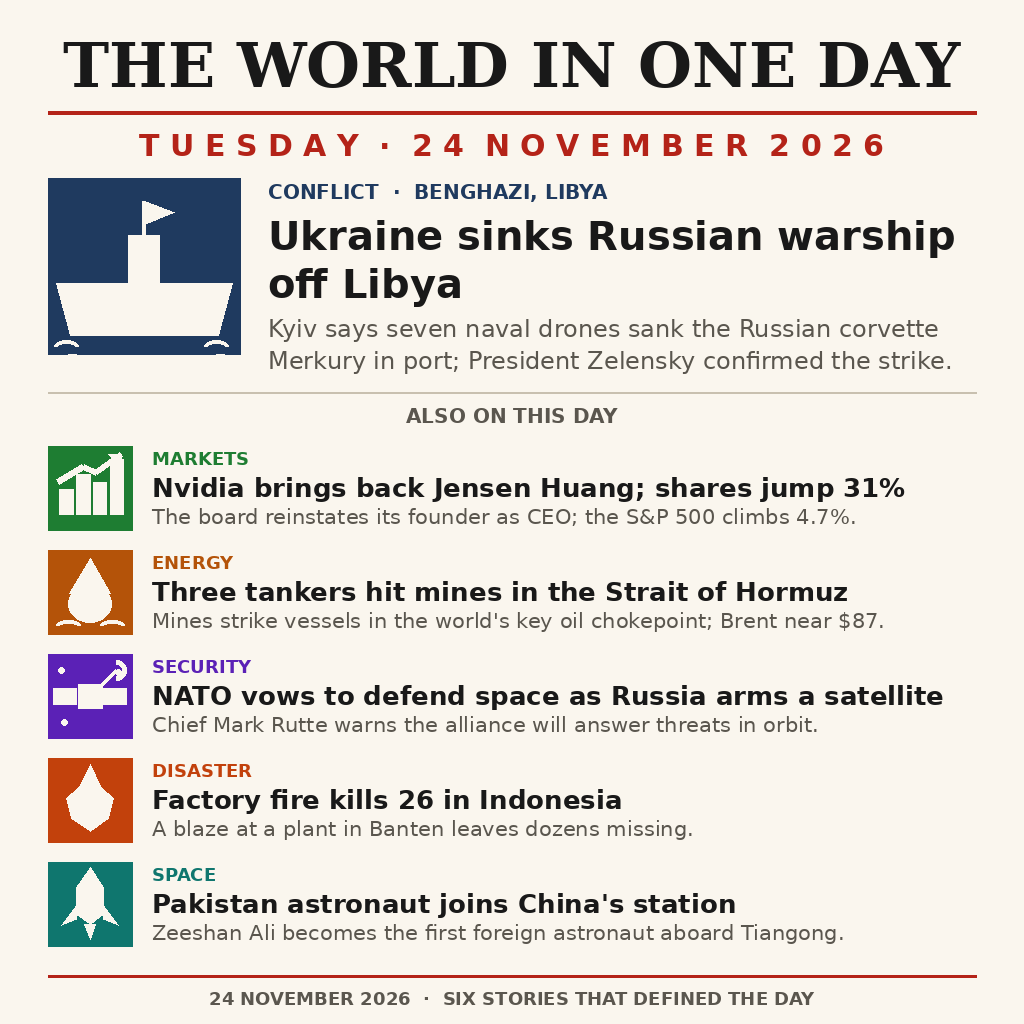 THE WORLD IN ONE DAY
TUESDAY · 24 NOVEMBER 2026
CONFLICT · BENGHAZI, LIBYA
Ukraine sinks Russian warship
off Libya
Kyiv says seven naval drones sank the Russian corvette
Merkury in port; President Zelensky confirmed the strike.
ALSO ON THIS DAY
MARKETS
Nvidia brings back Jensen Huang; shares jump 31%
The board reinstates its founder as CEO; the S&P 500 climbs 4.7%.
ENERGY
Three tankers hit mines in the Strait of Hormuz
Mines strike vessels in the world's key oil chokepoint; Brent near $87.
SECURITY
NATO vows to defend space as Russia arms a satellite
Chief Mark Rutte warns the alliance will answer threats in orbit.
DISASTER
Factory fire kills 26 in Indonesia
A blaze at a plant in Banten leaves dozens missing.
SPACE
Pakistan astronaut joins China's station
Zeeshan Ali becomes the first foreign astronaut aboard Tiangong.
24 NOVEMBER 2026 · SIX STORIES THAT DEFINED THE DAY